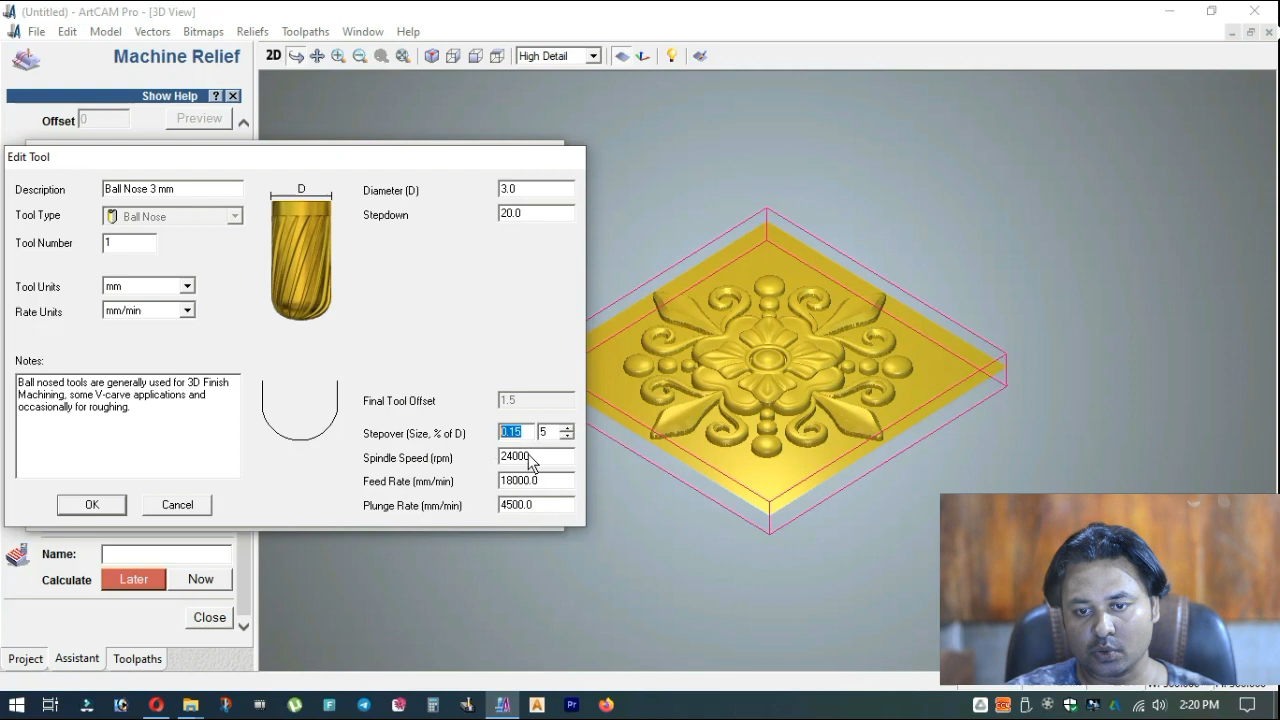 (Untitled) - ArtCAM Pro - [3D View]
File Edit Model Vectors Bitmaps Reliefs Toolpaths Window Help
Machine Relief
2D High Detail
Show Help ? X
Offset 0 Preview
Edit Tool
Description Ball Nose 3 mm
Tool Type Ball Nose
Tool Number 1
Tool Units mm
Rate Units mm/min
Notes:
Ball nosed tools are generally used for 3D Finish
Machining, some V-carve applications and
occasionally for roughing.
OK Cancel
D
Diameter (D) 3.0
Stepdown 20.0
Final Tool Offset 1.5
Stepover (Size, % of D) 0.15 5
Spindle Speed (rpm) 24000
Feed Rate (mm/min) 18000.0
Plunge Rate (mm/min) 4500.0
Name:
Calculate Later Now
Close
Project Assistant Toolpaths
2:20 PM